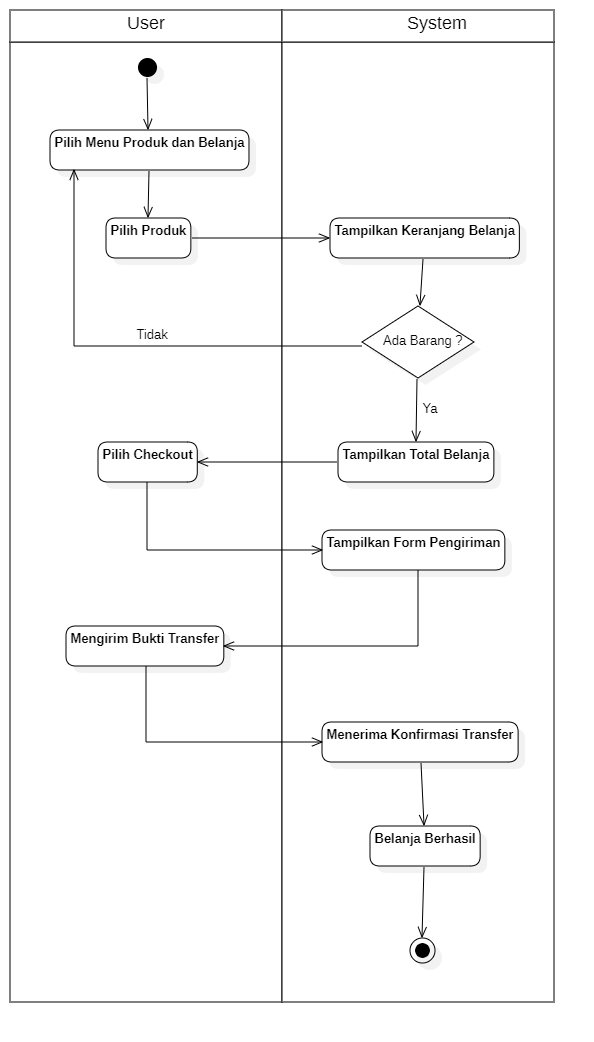 User
System
Pilih Menu Produk dan Belanja
Pilih Produk
Tampilkan Keranjang Belanja
Tidak
Ada Barang ?
Ya
Pilih Checkout
Tampilkan Total Belanja
Tampilkan Form Pengiriman
Mengirim Bukti Transfer
Menerima Konfirmasi Transfer
Belanja Berhasil